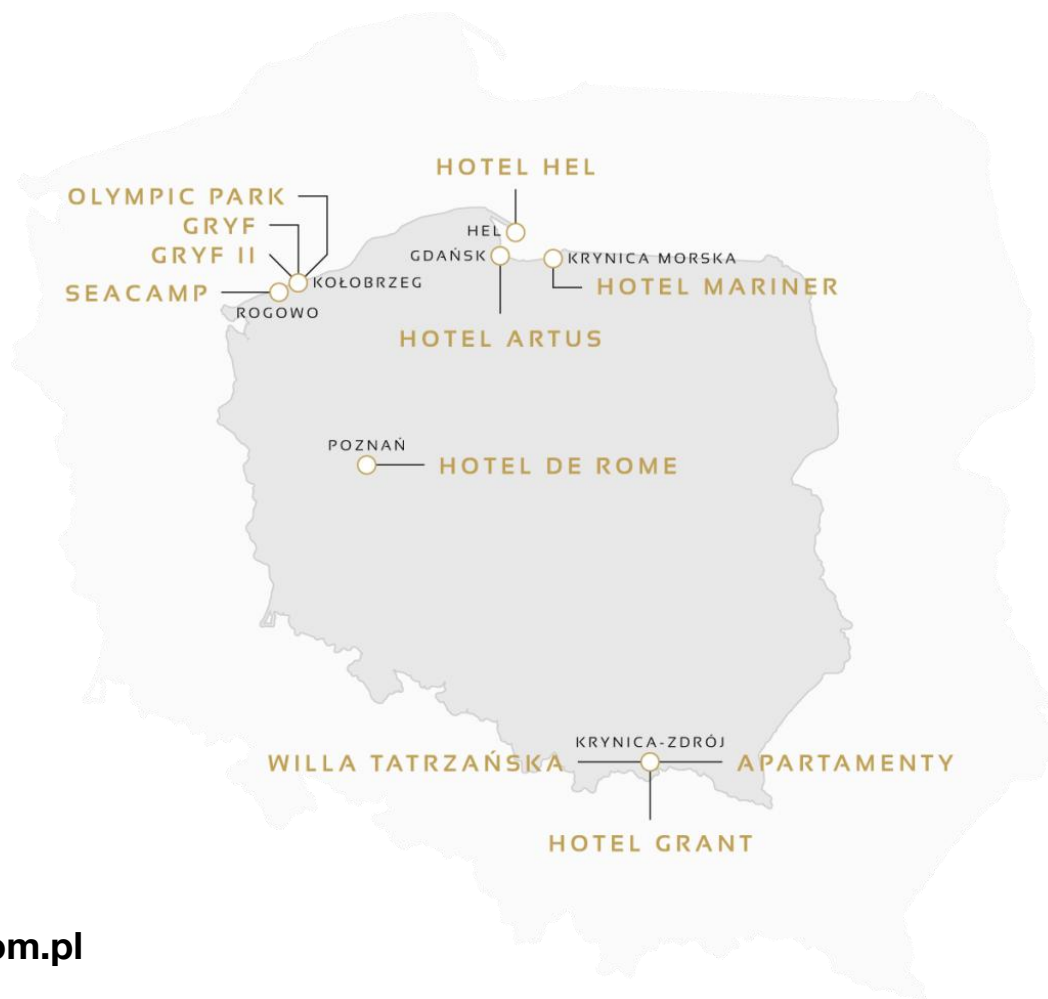 HOTEL HEL
OLYMPIC PARK
GRYF
HEL
GRYF II
GDAŃSK
KRYNICA MORSKA
KOŁOBRZEG
SEACAMP
HOTEL MARINER
ROGOWO
HOTEL ARTUS
POZNAŃ
HOTEL DE ROME
KRYNICA-ZDRÓJ
WILLA TATRZAŃSKA
APARTAMENTY
HOTEL GRANT
om.pl